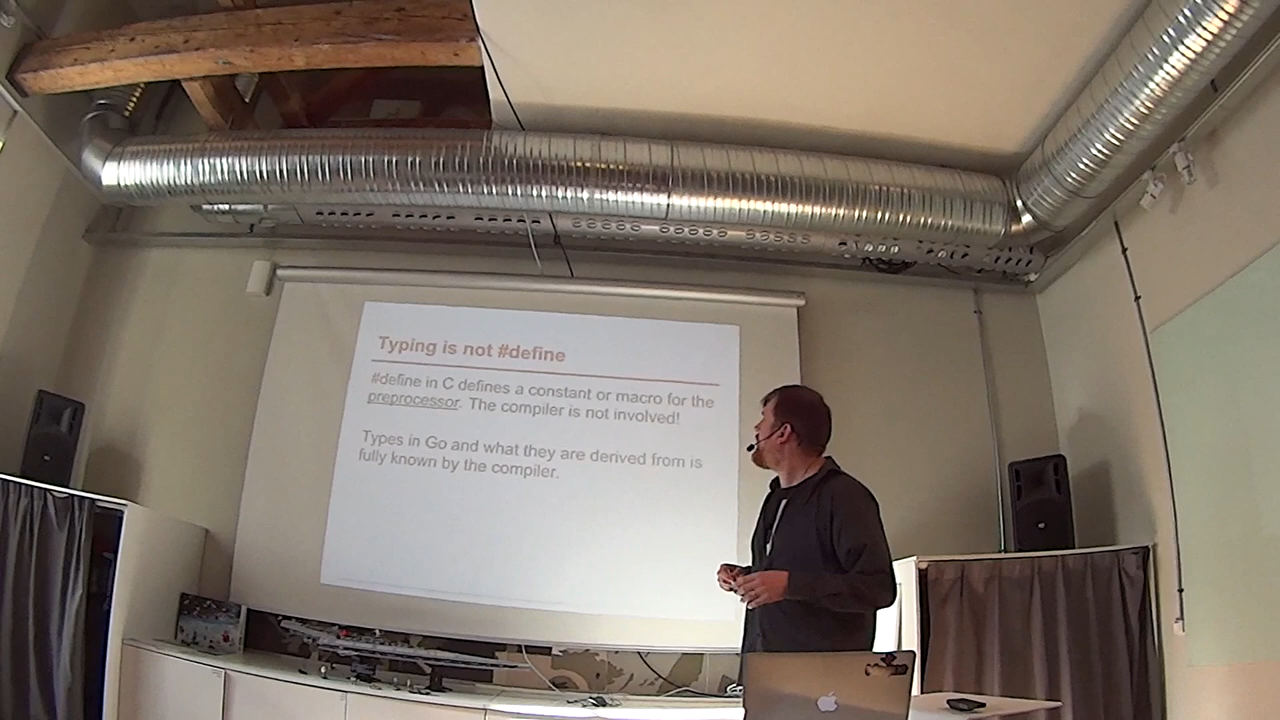 Typing is not #define
#define in C defines a constant or macro for the
preprocessor. The compiler is not involved!
Types in Go and what they are derived from is
fully known by the compiler.